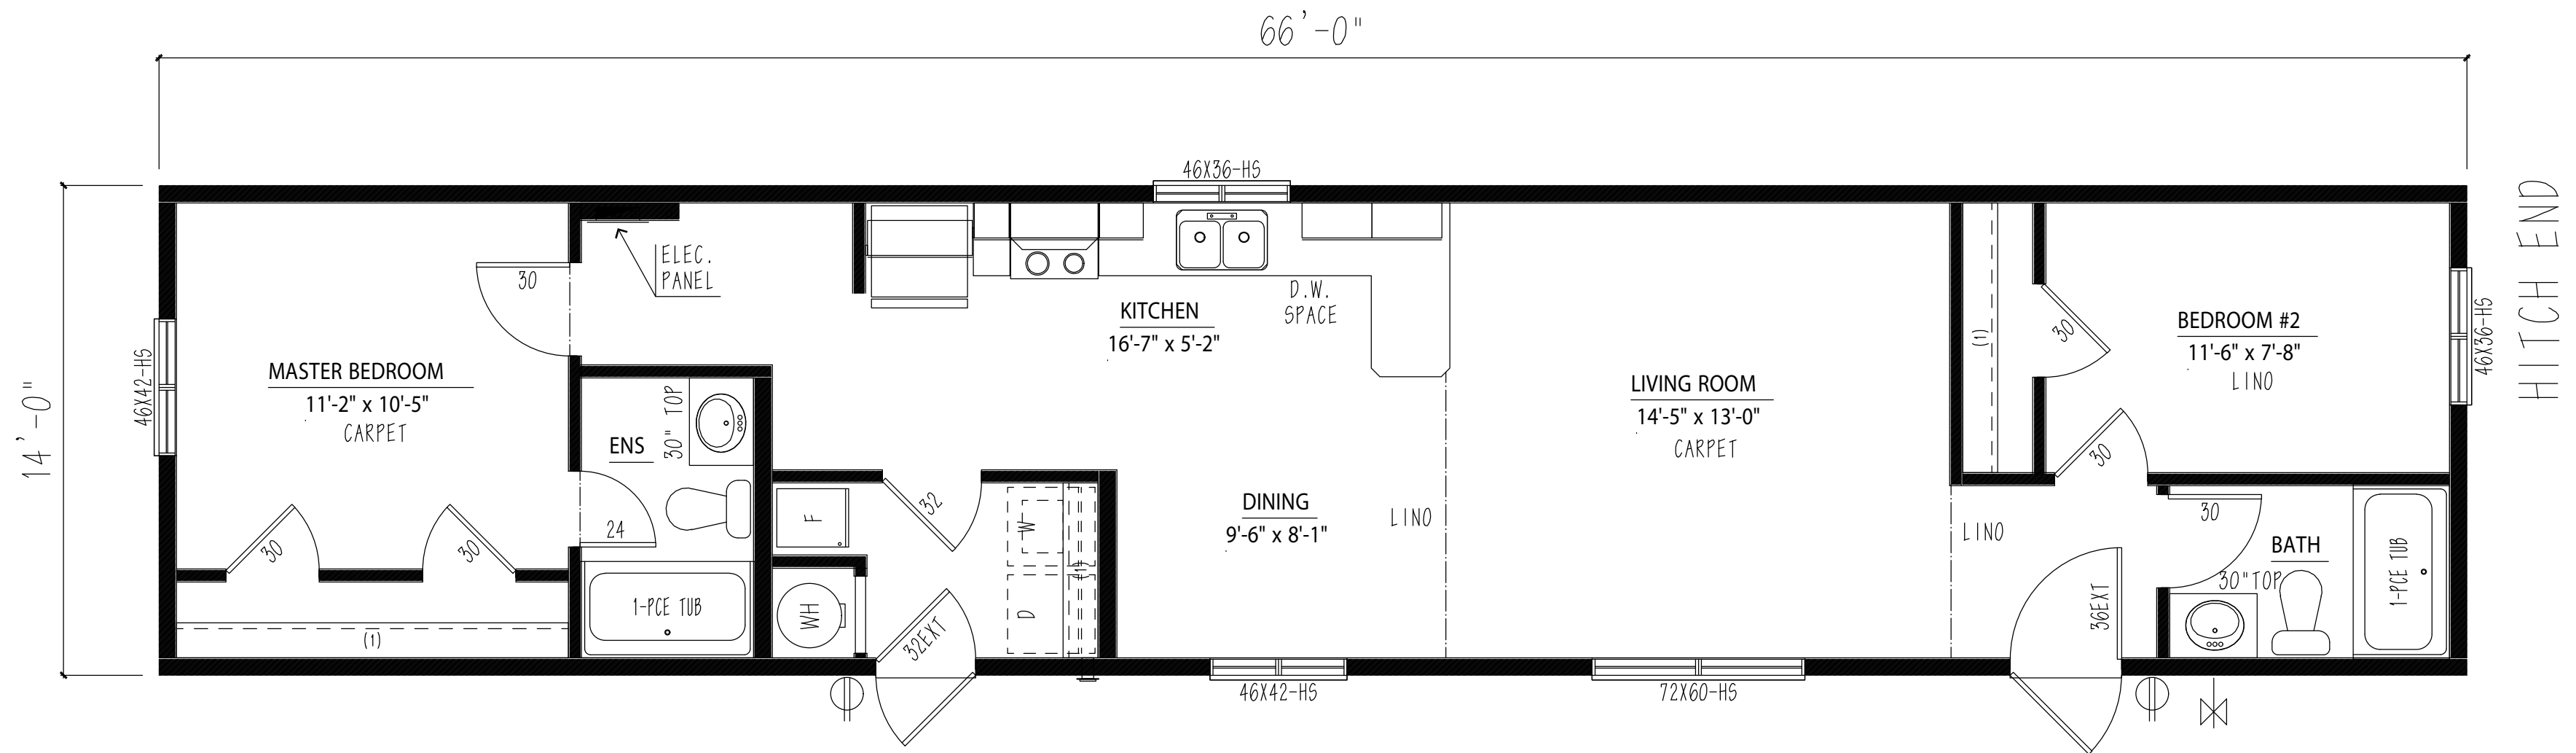 66'-0"
46X36-HS
HITCH END
ELEC.
PANEL
30
D.W.
SPACE
KITCHEN
16'-7" x 5'-2"
BEDROOM #2
11'-6" x 7'-8"
LINO
(1)
30
46X36-HS
14'-0"
46X42-HS
MASTER BEDROOM
11'-2" x 10'-5"
CARPET
30" TOP
ENS
LIVING ROOM
14'-5" x 13'-0"
CARPET
30
24
30
30
(1)
1-PCE TUB
F
WH
32
W
D
(1)
32EXT
DINING
9'-6" x 8'-1"
LINO
LINO
30
BATH
30" TOP
1-PCE TUB
36EXT
46X42-HS
72X60-HS